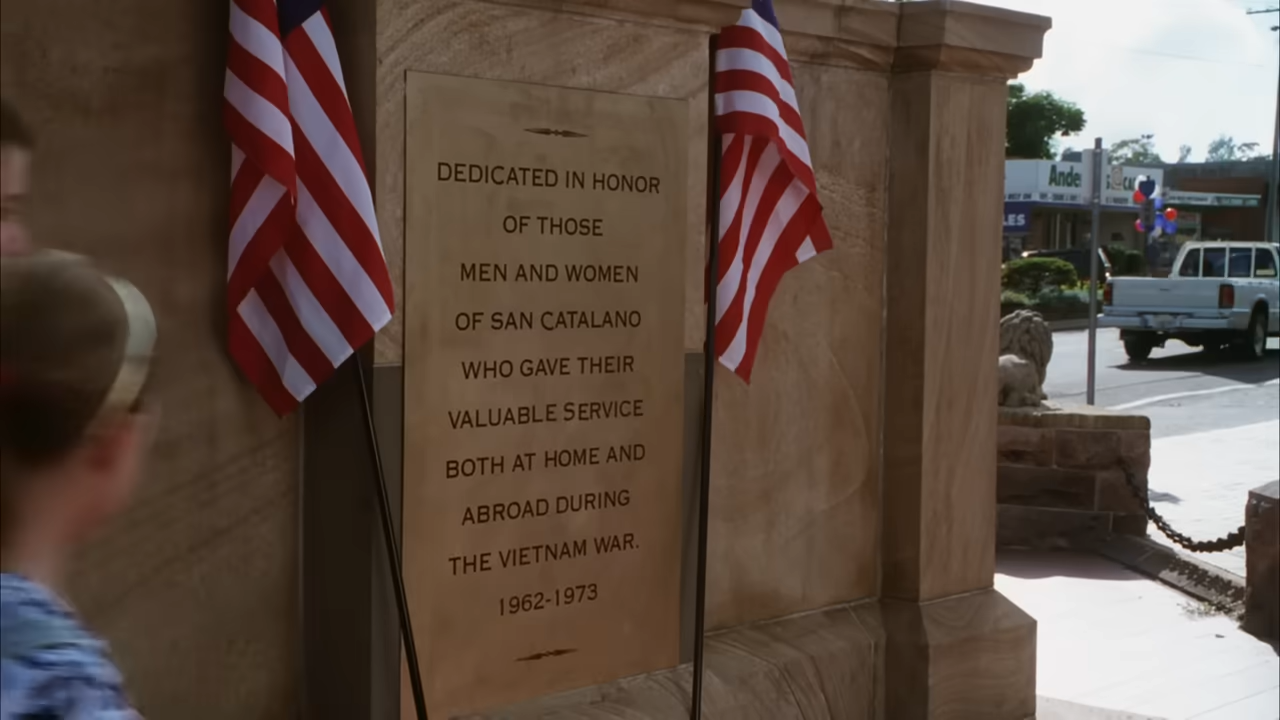 DEDICATED IN HONOR
OF THOSE
MEN AND WOMEN
OF SAN CATALANO
WHO GAVE THEIR
VALUABLE SERVICE
BOTH AT HOME AND
ABROAD DURING
THE VIETNAM WAR.
1962-1973